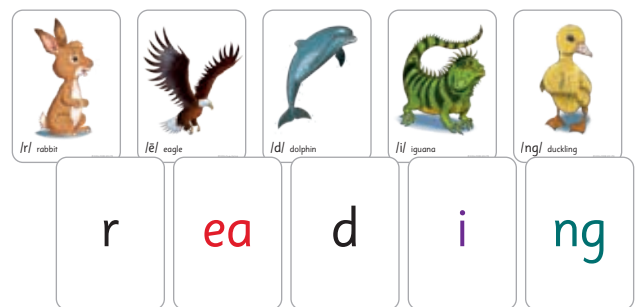 /r/ rabbit /ē/ eagle /d/ dolphin /i/ iguana /ng/ duckling
r ea d i ng